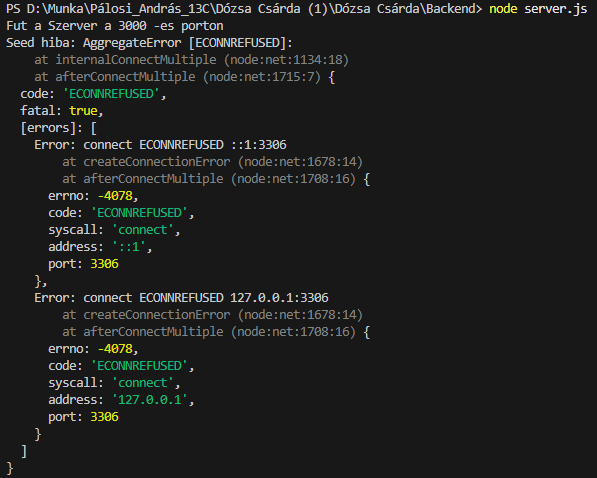 PS D:\Munka\Pálosi_András_13C\Dózsa Csárda (1)\Dózsa Csárda\Backend> node server.js
Fut a Szerver a 3000 -es porton
Seed hiba: AggregateError [ECONNREFUSED]:
    at internalConnectMultiple (node:net:1134:18)
    at afterConnectMultiple (node:net:1715:7) {
  code: 'ECONNREFUSED',
  fatal: true,
  [errors]: [
    Error: connect ECONNREFUSED ::1:3306
        at createConnectionError (node:net:1678:14)
        at afterConnectMultiple (node:net:1708:16) {
      errno: -4078,
      code: 'ECONNREFUSED',
      syscall: 'connect',
      address: '::1',
      port: 3306
    },
    Error: connect ECONNREFUSED 127.0.0.1:3306
        at createConnectionError (node:net:1678:14)
        at afterConnectMultiple (node:net:1708:16) {
      errno: -4078,
      code: 'ECONNREFUSED',
      syscall: 'connect',
      address: '127.0.0.1',
      port: 3306
    }
  ]
}